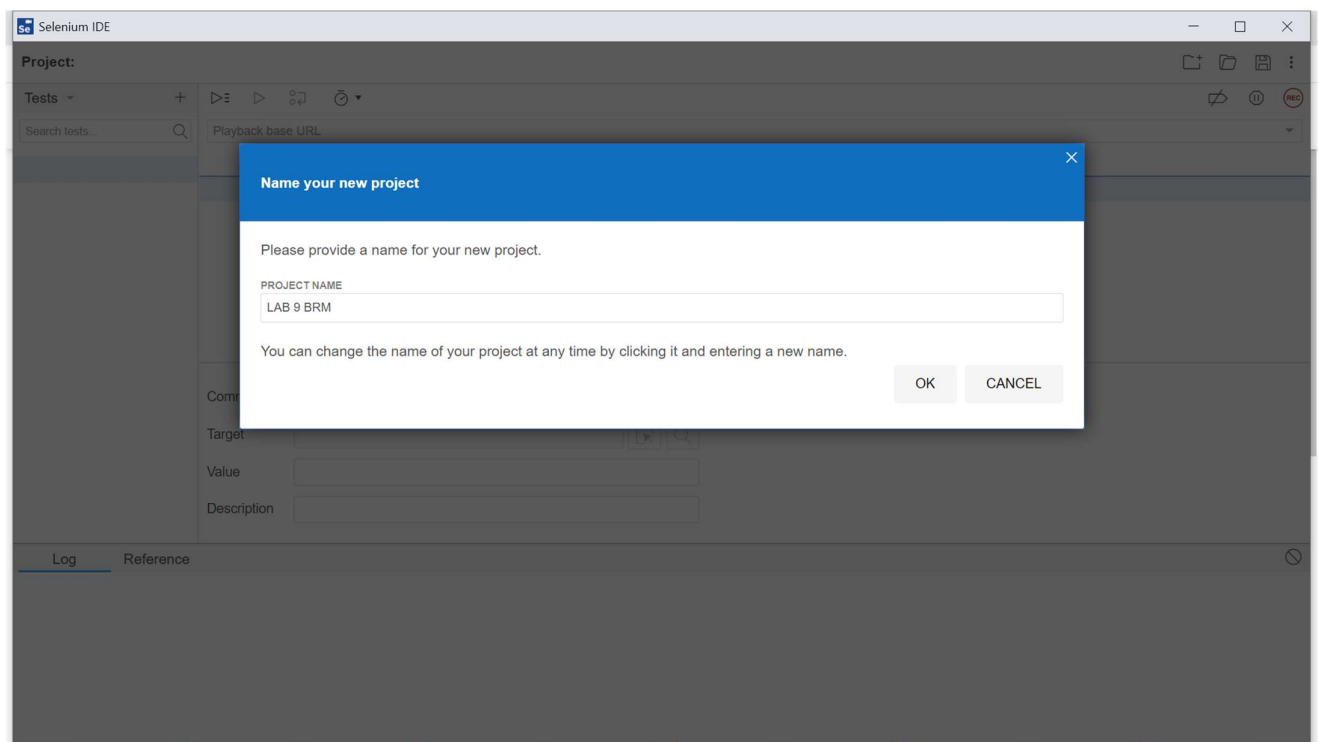 Se Selenium IDE
Project:
Tests
Search tests...
Playback base URL
REC
Name your new project
Please provide a name for your new project.
PROJECT NAME
LAB 9 BRM
You can change the name of your project at any time by clicking it and entering a new name.
OK CANCEL
Target
Value
Description
Log Reference